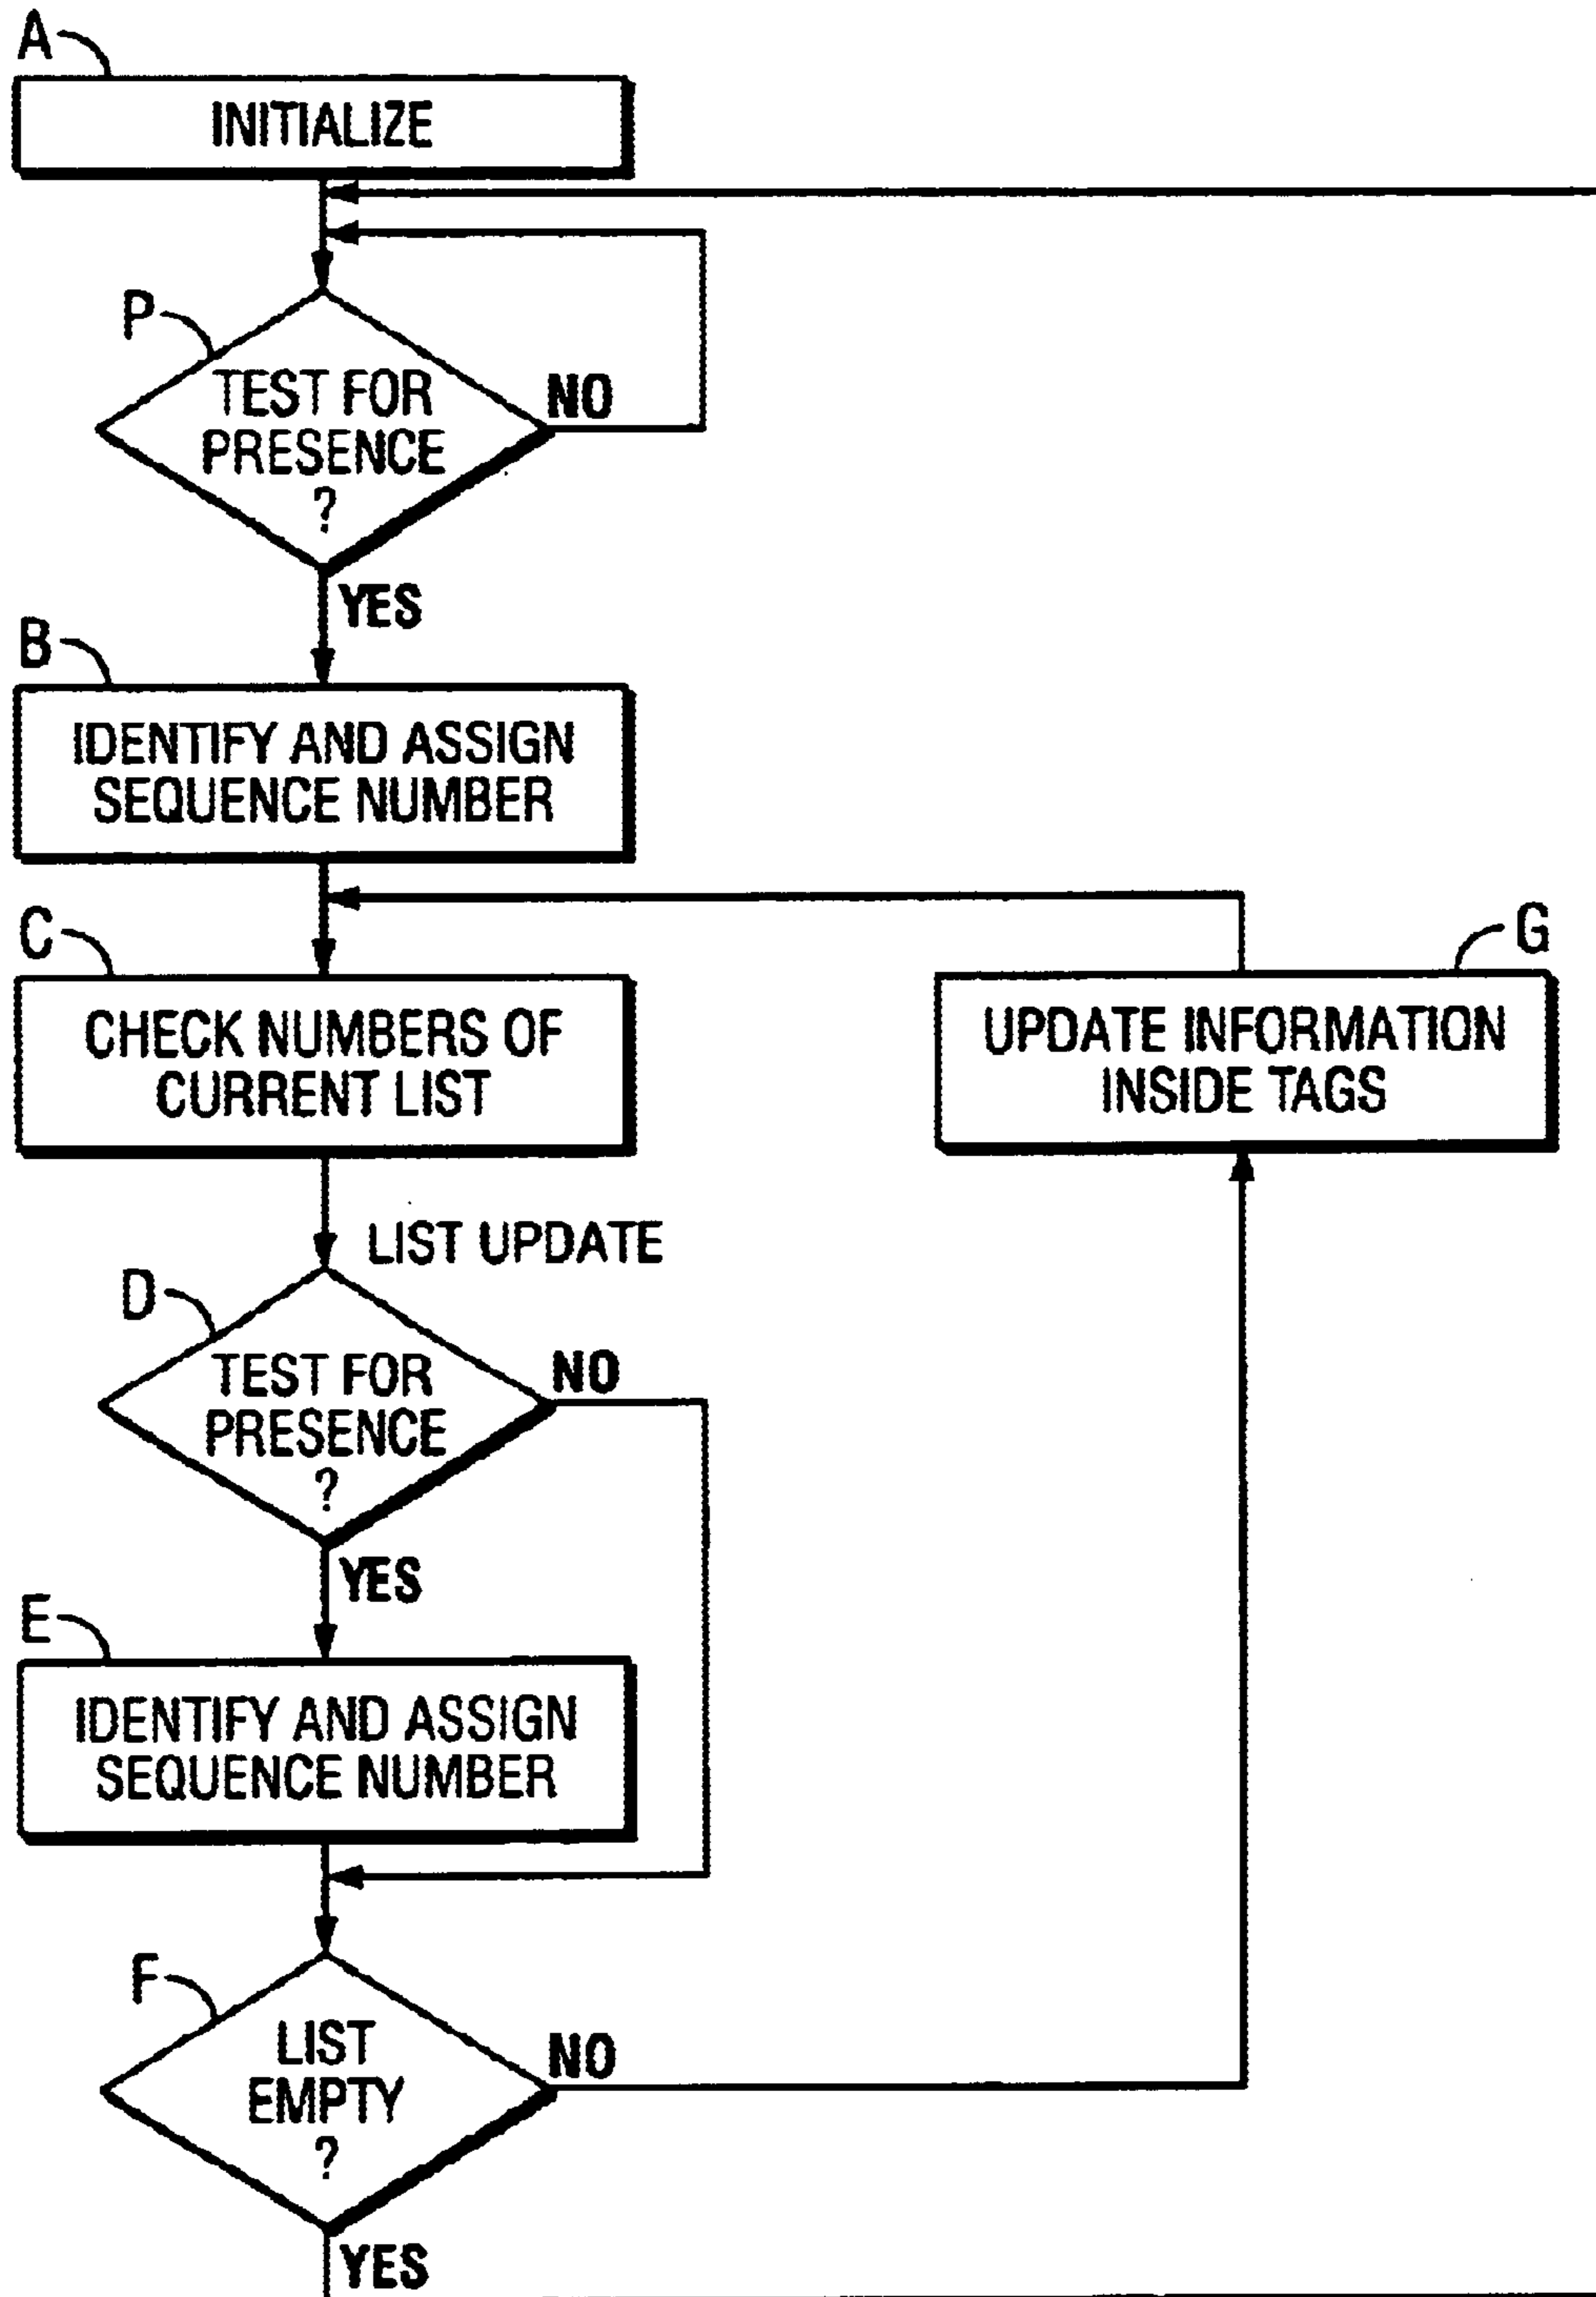 A
INITIALIZE
P
TEST FOR
PRESENCE
?
NO
YES
B
IDENTIFY AND ASSIGN
SEQUENCE NUMBER
C
CHECK NUMBERS OF
CURRENT LIST
G
UPDATE INFORMATION
INSIDE TAGS
LIST UPDATE
D
TEST FOR
PRESENCE
?
NO
YES
E
IDENTIFY AND ASSIGN
SEQUENCE NUMBER
F
LIST
EMPTY
?
NO
YES